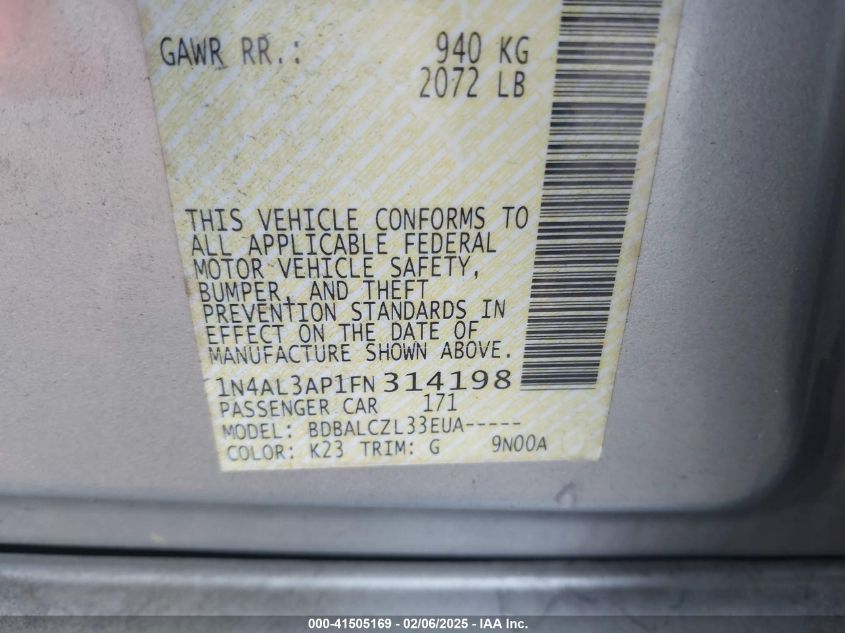 GAWR RR.: 940 KG
2072 LB
THIS VEHICLE CONFORMS TO
ALL APPLICABLE FEDERAL
MOTOR VEHICLE SAFETY,
BUMPER, AND THEFT
PREVENTION STANDARDS IN
EFFECT ON THE DATE OF
MANUFACTURE SHOWN ABOVE.
1N4AL3AP1FN 314198
PASSENGER CAR 171
MODEL: BDBALCZL33EUA-----
COLOR: K23 TRIM: G 9N00A
000-41505169 | 02/06/2025 | IAA Inc.